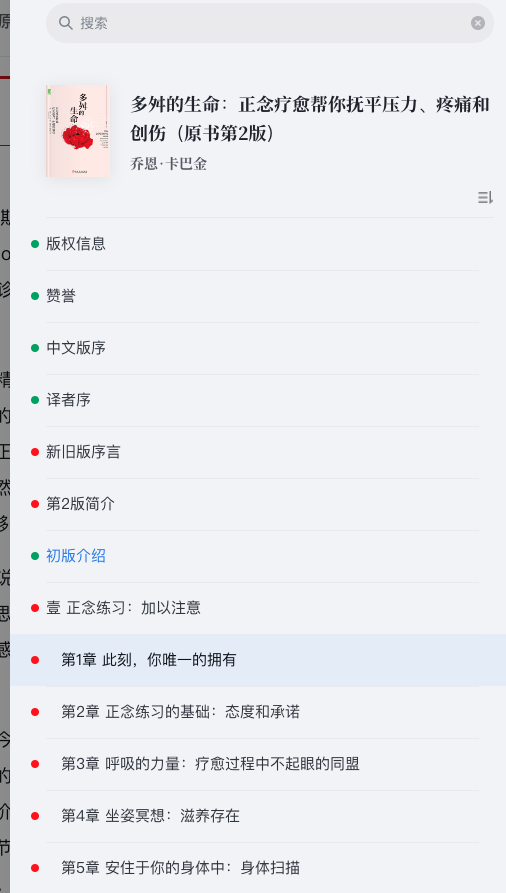 搜索
多舛的生命：正念疗愈帮你抚平压力、疼痛和
创伤（原书第2版）
乔恩·卡巴金
版权信息
赞誉
中文版序
译者序
新旧版序言
第2版简介
初版介绍
壹 正念练习：加以注意
第1章 此刻，你唯一的拥有
第2章 正念练习的基础：态度和承诺
第3章 呼吸的力量：疗愈过程中不起眼的同盟
第4章 坐姿冥想：滋养存在
第5章 安住于你的身体中：身体扫描